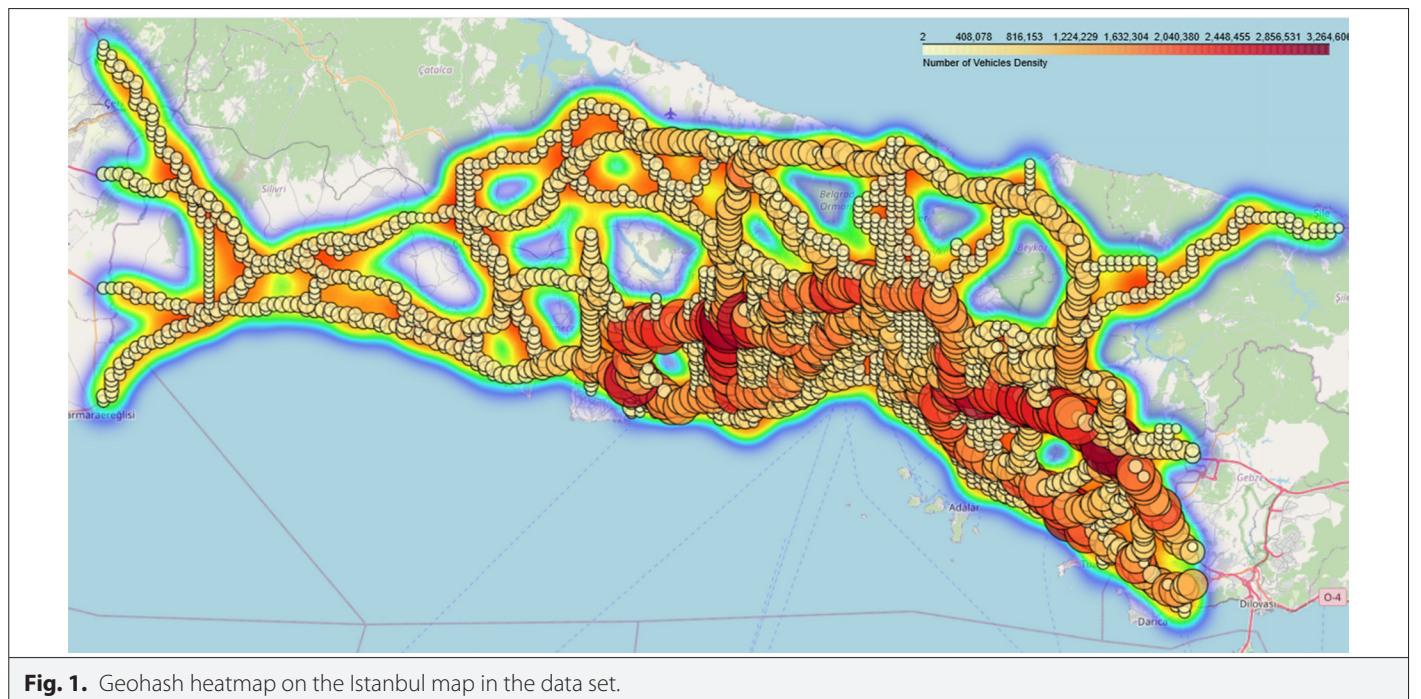 2 408,078 816,153 1,224,229 1,632,304 2,040,380 2,448,455 2,856,531 3,264,606
Number of Vehicles Density
Çatalca
Silivri
Belgrad
Beykoz
Şile
armaraereğlisi
Adalar
Gebze
Dilovası
O-4
Darıca
Fig. 1. Geohash heatmap on the Istanbul map in the data set.